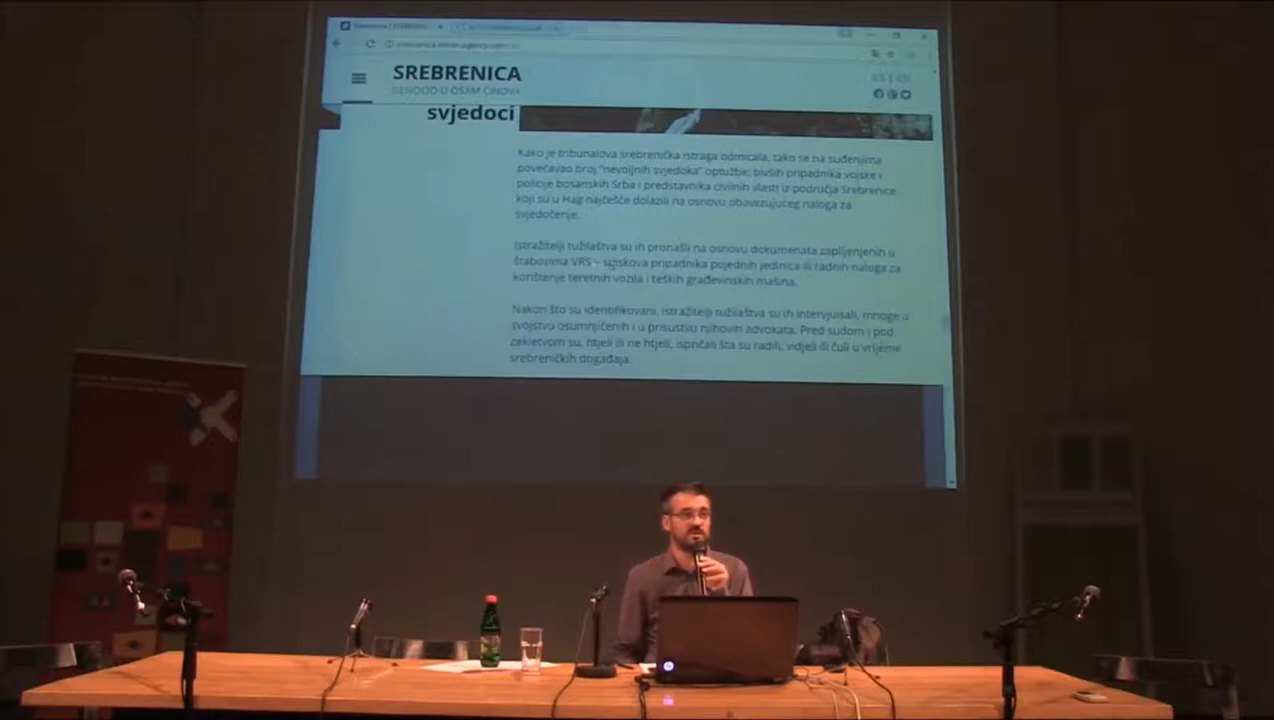 SREBRENICA
GENOCID U OSAM ČINOVA
svjedoci
Kako je tribunalova srebrenička istraga odmicala, tako se na suđenjima
povećavao broj "nevoljnih svjedoka" optužbe: bivših pripadnika vojske i
policije bosanskih Srba i predstavnika civilnih vlasti iz područja Srebrenice,
koji su u Hag najčešće dolazili na osnovu obavezujućeg naloga za
svjedočenje.
Istražitelji tužilaštva su ih pronašli na osnovu dokumenata zaplijenjenih u
štabovima VRS – spiskova pripadnika pojednih jedinica ili radnih naloga za
korištenje teretnih vozila i teških građevinskih mašina.
Nakon što su identifikovani, istražitelji tužilaštva su ih intervjuisali, mnoge u
svojstvu osumnjičenih i u prisustvu njihovih advokata. Pred sudom i pod
zakletvom su, htjeli ili ne htjeli, ispričali šta su radili, vidjeli ili čuli u vrijeme
srebreničkih događaja.